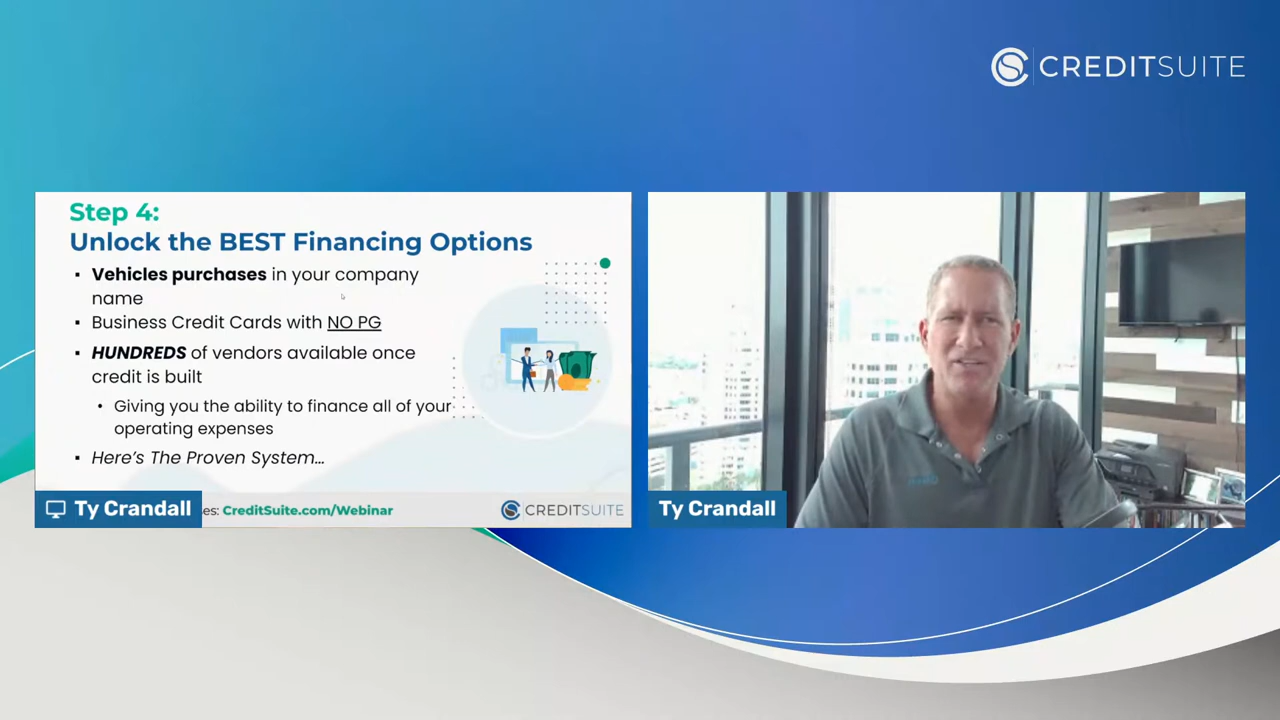 CREDITSUITE
Step 4:
Unlock the BEST Financing Options
▪ Vehicles purchases in your company
name
▪ Business Credit Cards with NO PG
▪ HUNDREDS of vendors available once
credit is built
• Giving you the ability to finance all of your
operating expenses
▪ Here's The Proven System...
Ty Crandall
es: CreditSuite.com/Webinar
CREDITSUITE
Ty Crandall